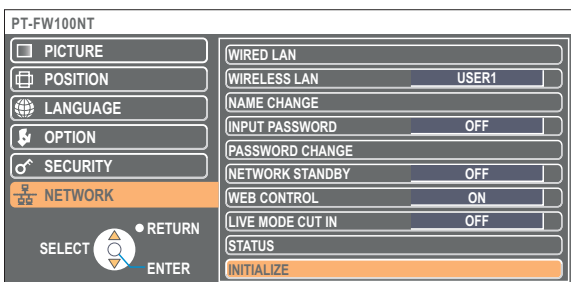 PT-FW100NT
PICTURE
POSITION
LANGUAGE
OPTION
SECURITY
NETWORK
RETURN
SELECT
ENTER
WIRED LAN
WIRELESS LAN USER1
NAME CHANGE
INPUT PASSWORD OFF
PASSWORD CHANGE
NETWORK STANDBY OFF
WEB CONTROL ON
LIVE MODE CUT IN OFF
STATUS
INITIALIZE